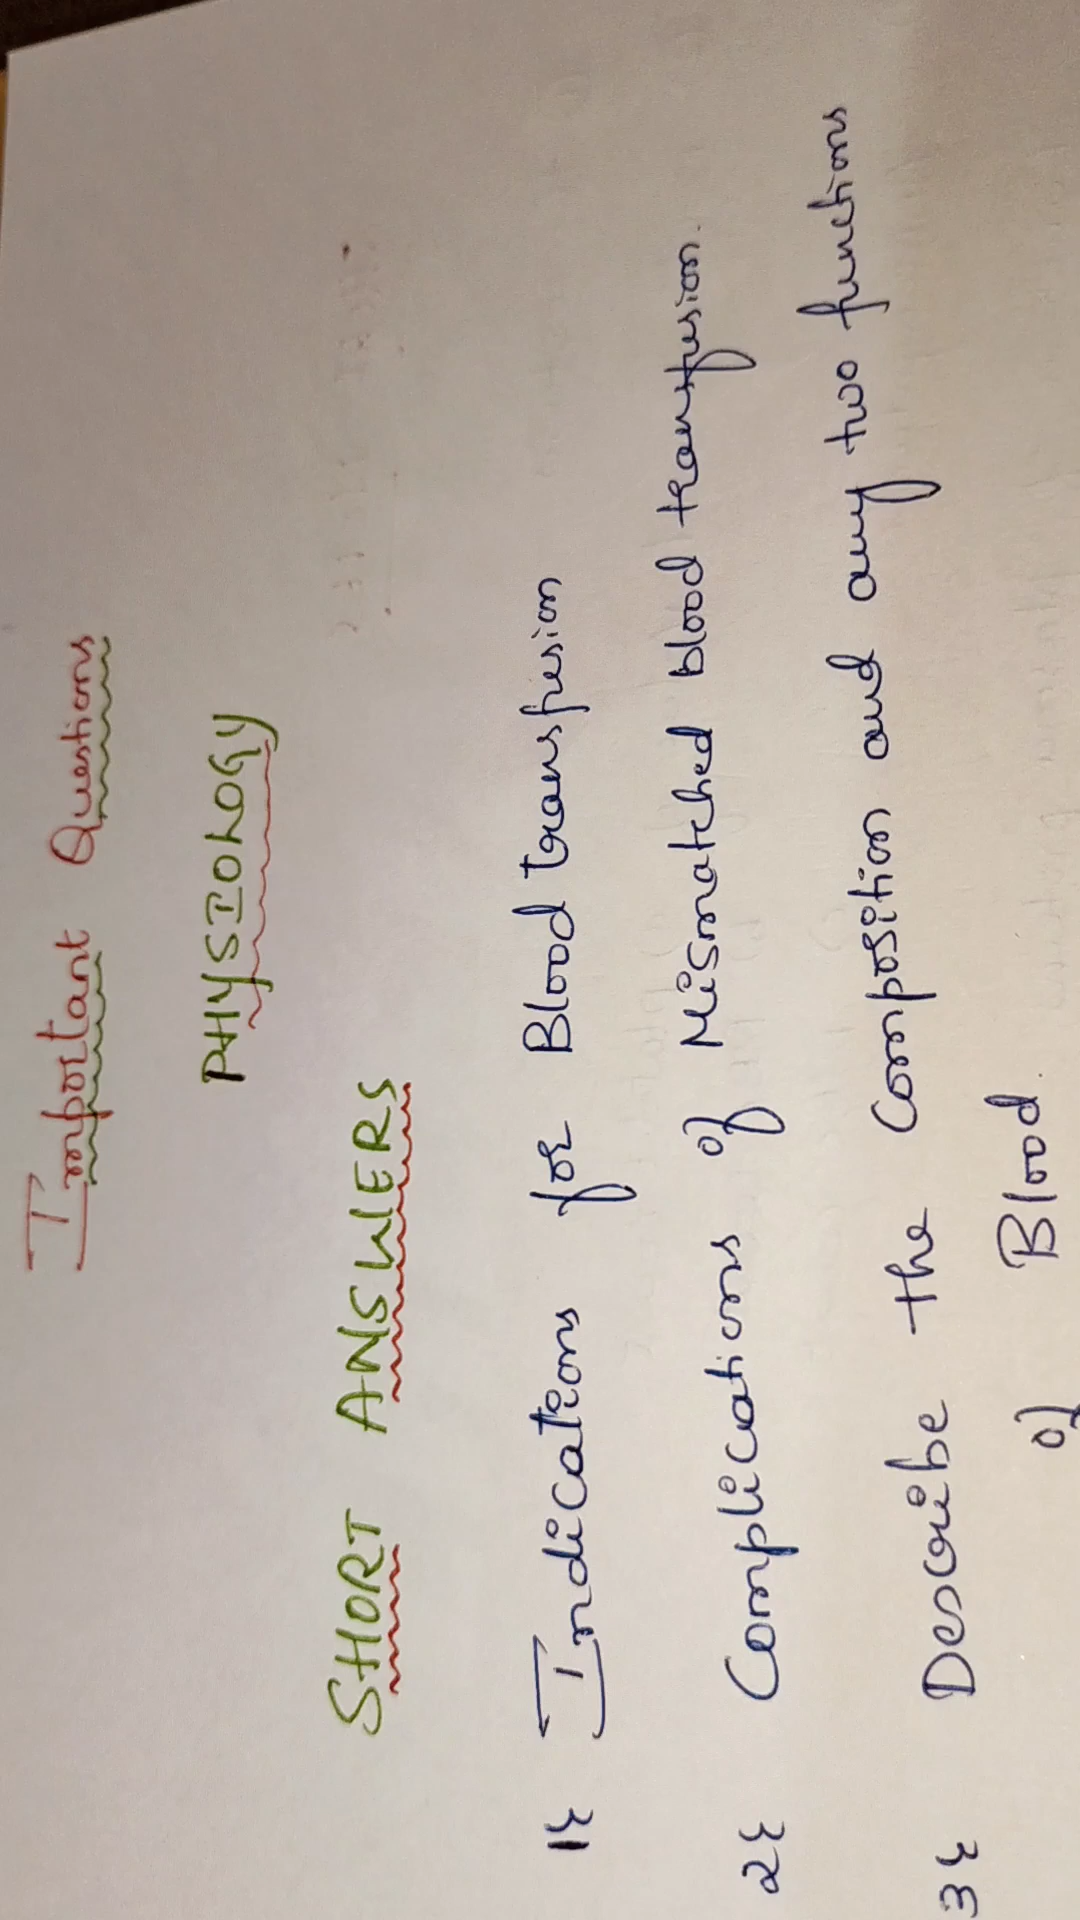 Important Questions
PHYSIOLOGY
SHORT ANSWERS
1} Indications for Blood transfusion
2} Complications of Mismatched blood transfusion.
3} Describe the Composition and any two functions
of Blood.